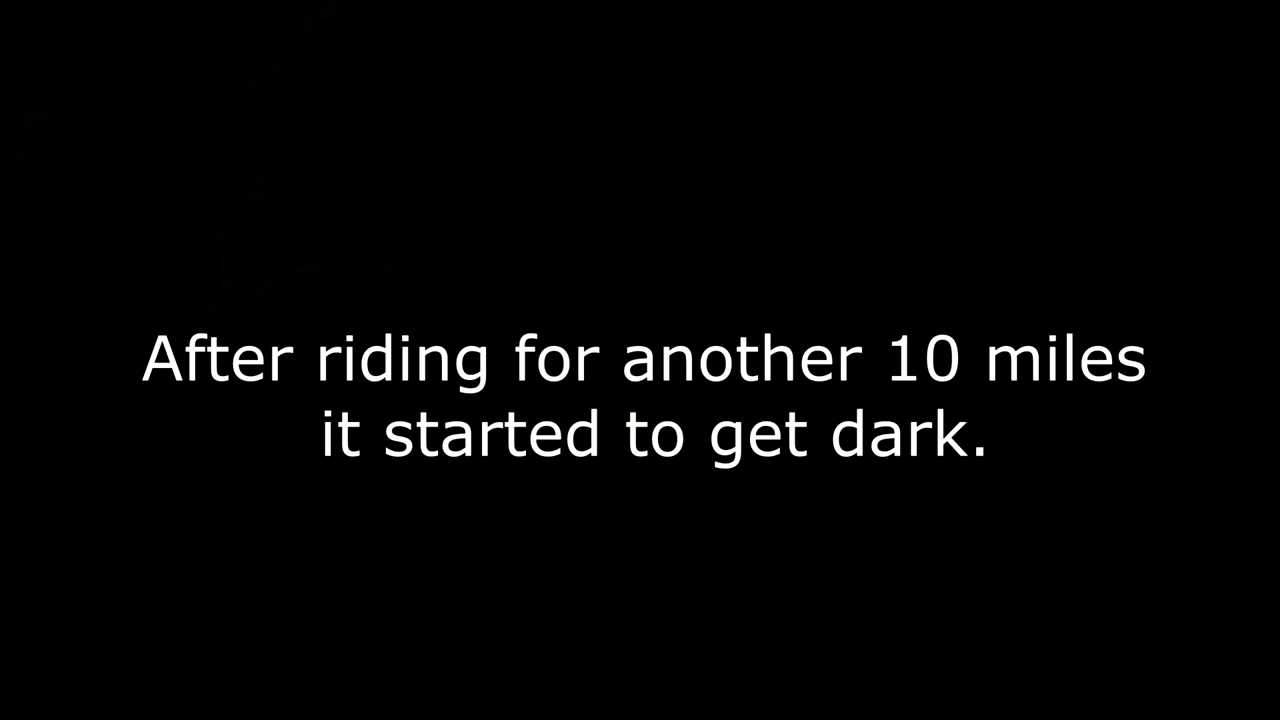 After riding for another 10 miles
it started to get dark.